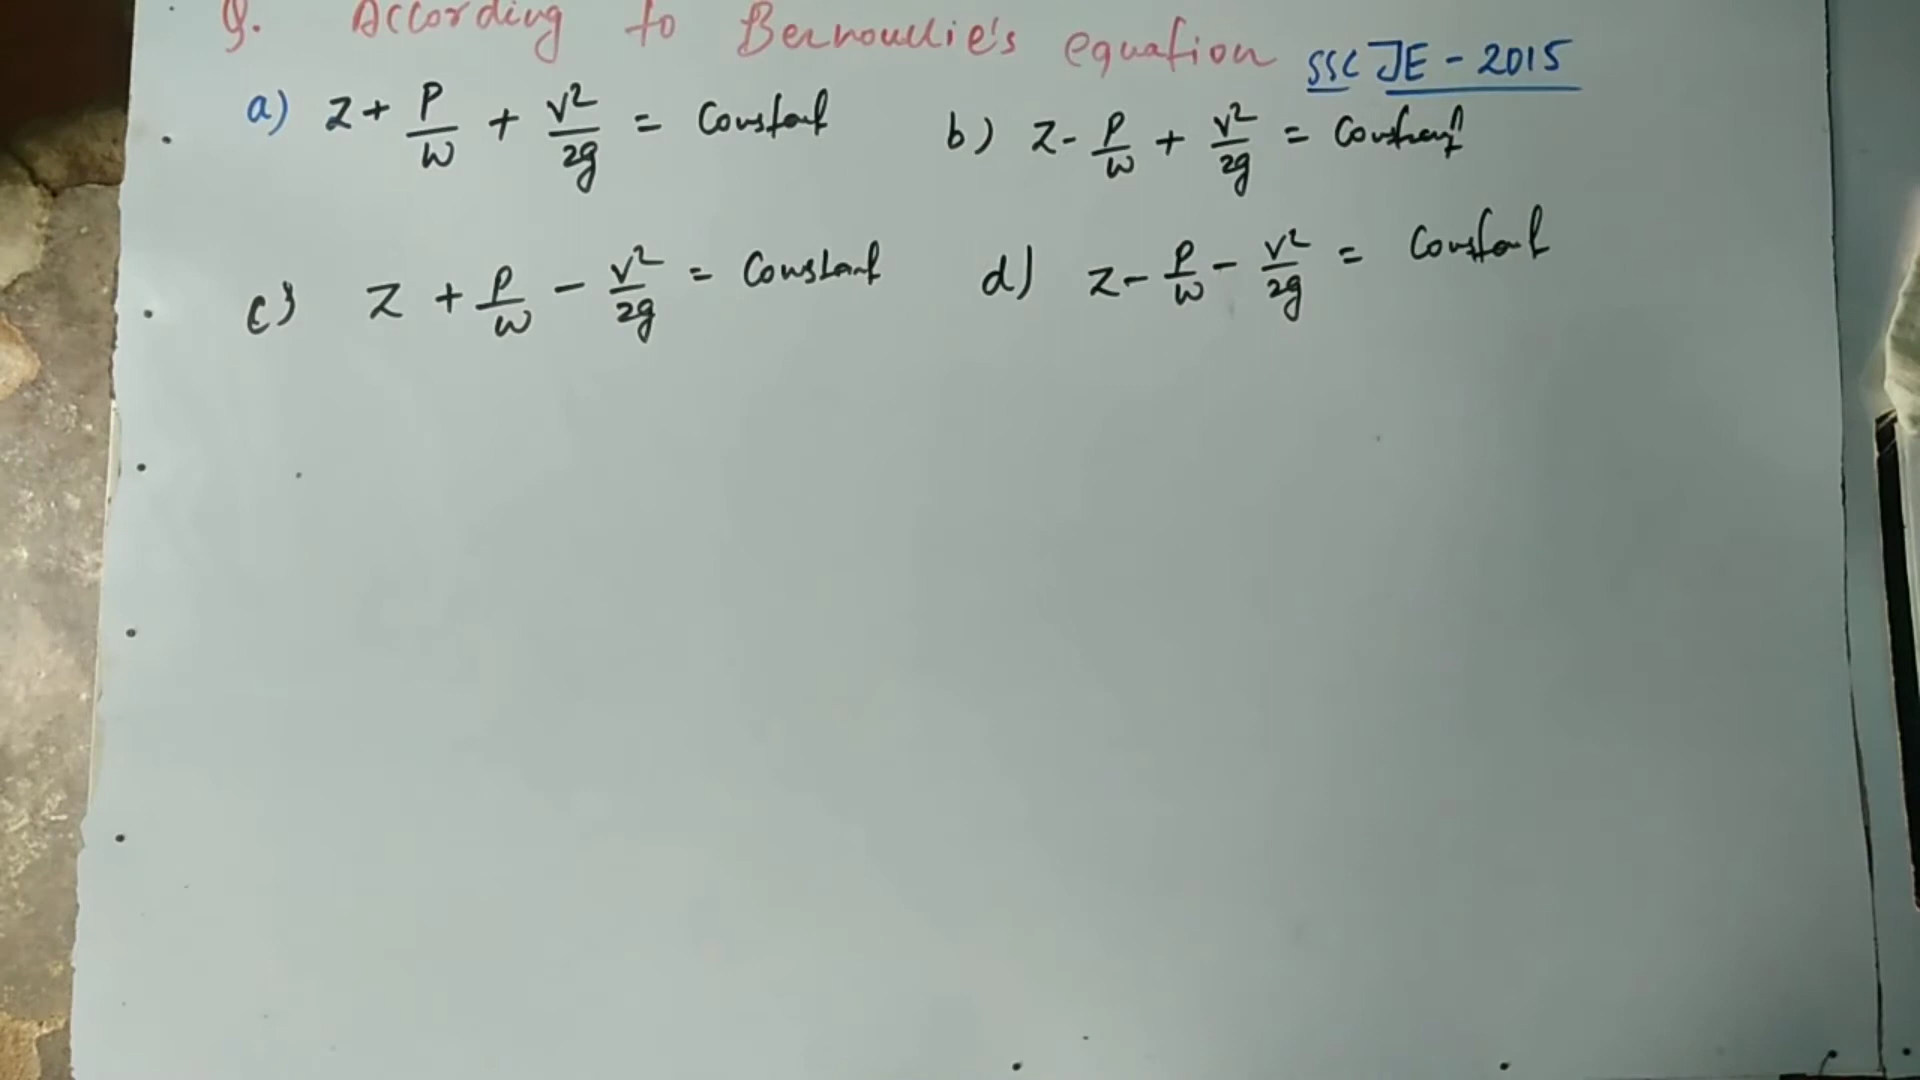 Q. According to Bernoullie's equation SSC JE - 2015
a) Z + P/w + v²/2g = Constant
b) Z - P/w + v²/2g = Constant
c) Z + P/w - v²/2g = Constant
d) Z - P/w - v²/2g = Constant